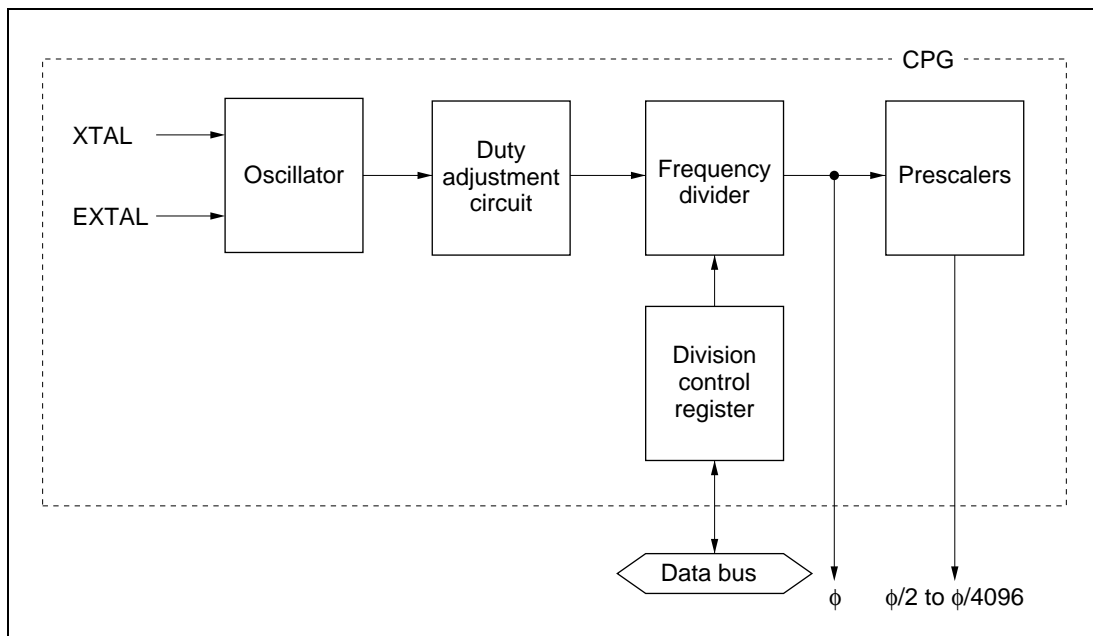 CPG
XTAL
EXTAL
Oscillator
Duty
adjustment
circuit
Frequency
divider
Prescalers
Division
control
register
Data bus
ϕ
ϕ/2 to ϕ/4096